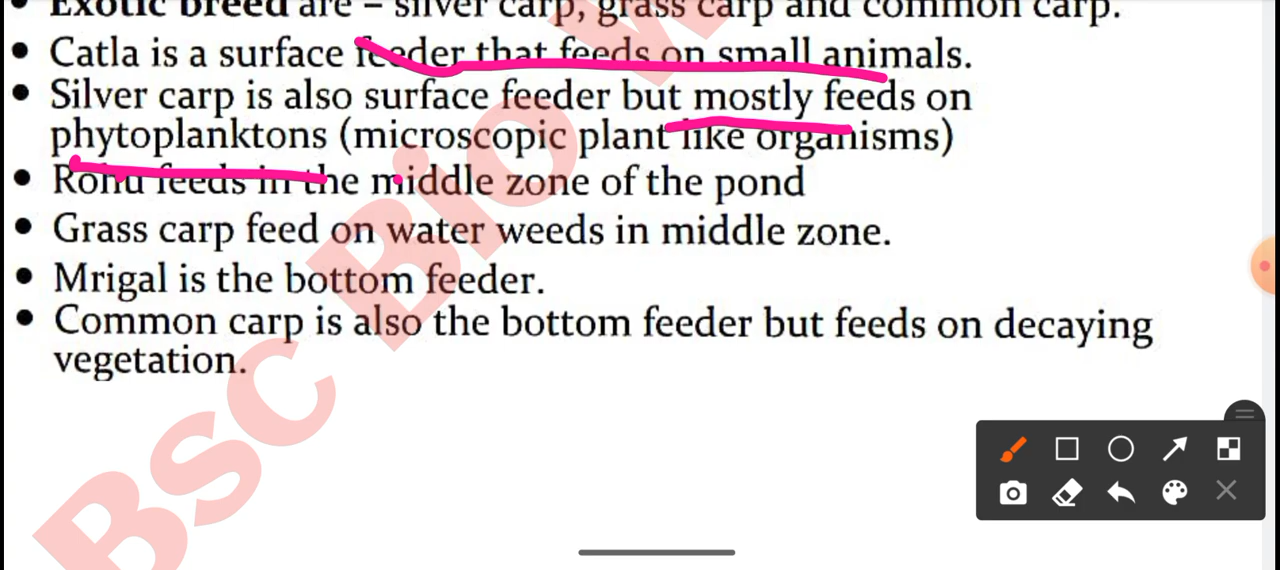 Exotic breed are – silver carp, grass carp and common carp.
• Catla is a surface feeder that feeds on small animals.
• Silver carp is also surface feeder but mostly feeds on
phytoplanktons (microscopic plant like organisms)
• Rohu feeds in the middle zone of the pond
• Grass carp feed on water weeds in middle zone.
• Mrigal is the bottom feeder.
• Common carp is also the bottom feeder but feeds on decaying
vegetation.
Bsc Bio